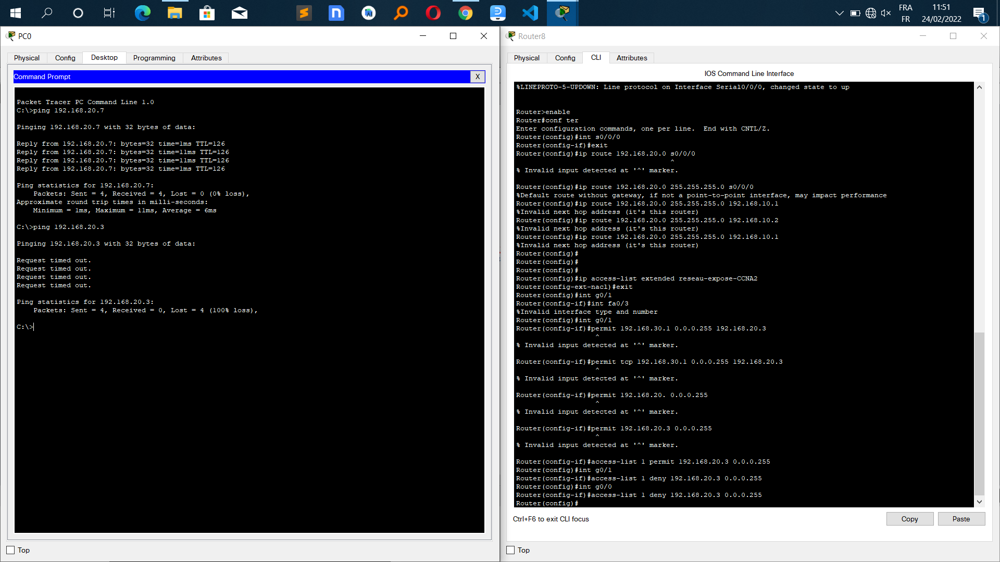 FRA
FR
11:51
24/02/2022
1
PC0
Physical
Config
Desktop
Programming
Attributes
Command Prompt
X
Packet Tracer PC Command Line 1.0
C:\>ping 192.168.20.7
Pinging 192.168.20.7 with 32 bytes of data:
Reply from 192.168.20.7: bytes=32 time=1ms TTL=126
Reply from 192.168.20.7: bytes=32 time=11ms TTL=126
Reply from 192.168.20.7: bytes=32 time=11ms TTL=126
Reply from 192.168.20.7: bytes=32 time=1ms TTL=126
Ping statistics for 192.168.20.7:
Packets: Sent = 4, Received = 4, Lost = 0 (0% loss),
Approximate round trip times in milli-seconds:
Minimum = 1ms, Maximum = 11ms, Average = 6ms
C:\>ping 192.168.20.3
Pinging 192.168.20.3 with 32 bytes of data:
Request timed out.
Request timed out.
Request timed out.
Request timed out.
Ping statistics for 192.168.20.3:
Packets: Sent = 4, Received = 0, Lost = 4 (100% loss),
C:\>
Top
Router8
Physical
Config
CLI
Attributes
IOS Command Line Interface
%LINEPROTO-5-UPDOWN: Line protocol on Interface Serial0/0/0, changed state to up
Router>enable
Router#conf ter
Enter configuration commands, one per line.  End with CNTL/Z.
Router(config)#int s0/0/0
Router(config-if)#exit
Router(config)#ip route 192.168.20.0 s0/0/0
^
% Invalid input detected at '^' marker.
Router(config)#ip route 192.168.20.0 255.255.255.0 s0/0/0
%Default route without gateway, if not a point-to-point interface, may impact performance
Router(config)#ip route 192.168.20.0 255.255.255.0 192.168.10.1
%Invalid next hop address (it's this router)
Router(config)#ip route 192.168.20.0 255.255.255.0 192.168.10.2
%Invalid next hop address (it's this router)
Router(config)#ip route 192.168.20.0 255.255.255.0 192.168.10.1
%Invalid next hop address (it's this router)
Router(config)#
Router(config)#
Router(config)#
Router(config)#ip access-list extended reseau-expose-CCNA2
Router(config-ext-nacl)#exit
Router(config)#int g0/1
Router(config-if)#int fa0/3
%Invalid interface type and number
Router(config)#int g0/1
Router(config-if)#permit 192.168.30.1 0.0.0.255 192.168.20.3
^
% Invalid input detected at '^' marker.
Router(config-if)#permit tcp 192.168.30.1 0.0.0.255 192.168.20.3
^
% Invalid input detected at '^' marker.
Router(config-if)#permit 192.168.20. 0.0.0.255
^
% Invalid input detected at '^' marker.
Router(config-if)#permit 192.168.20.3 0.0.0.255
^
% Invalid input detected at '^' marker.
Router(config-if)#access-list 1 permit 192.168.20.3 0.0.0.255
Router(config)#int g0/1
Router(config-if)#access-list 1 deny 192.168.20.3 0.0.0.255
Router(config)#int g0/0
Router(config-if)#access-list 1 deny 192.168.20.3 0.0.0.255
Router(config)#
Ctrl+F6 to exit CLI focus
Copy
Paste
Top